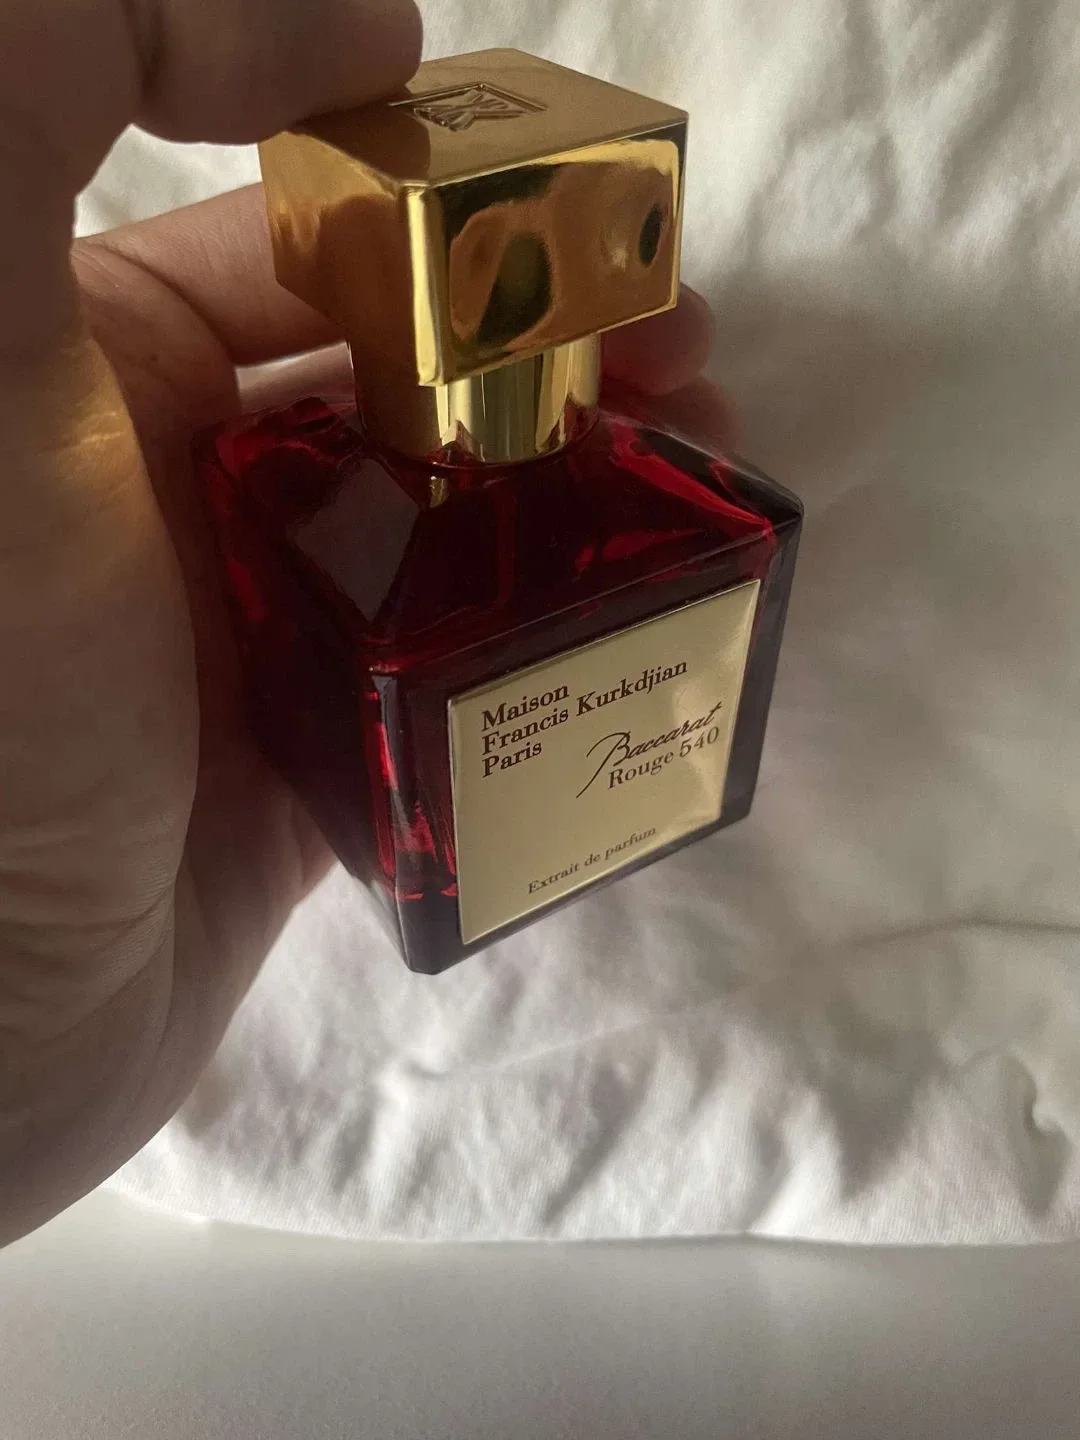 Maison
Francis Kurkdjian
Paris
Baccarat
Rouge 540
Extrait de parfum